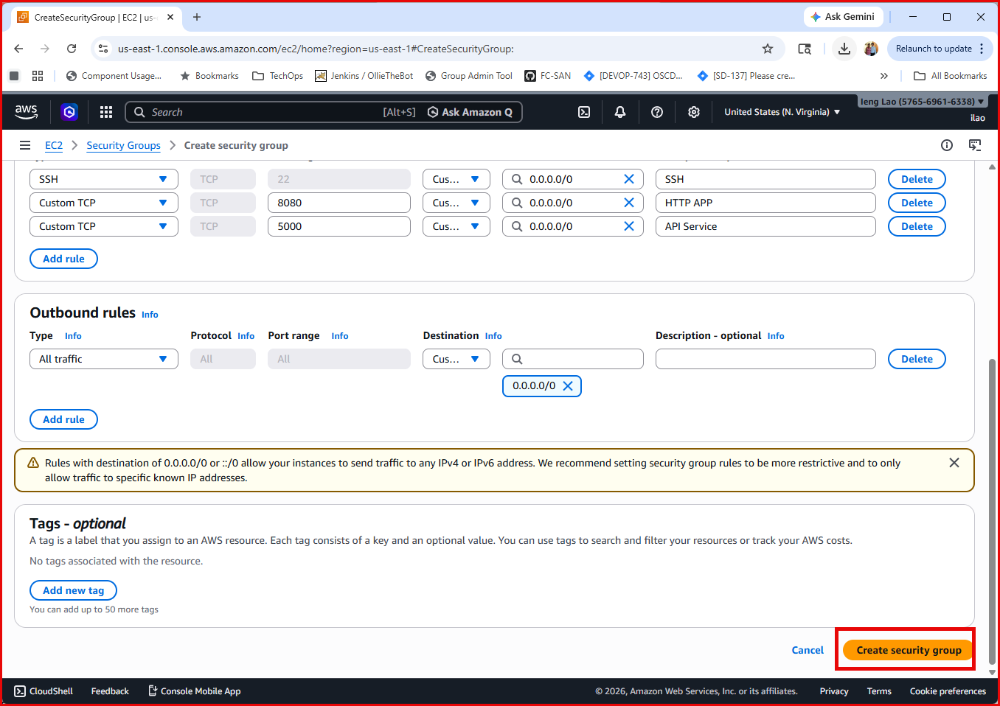 CreateSecurityGroup | EC2 | us-
Ask Gemini
us-east-1.console.aws.amazon.com/ec2/home?region=us-east-1#CreateSecurityGroup:
Relaunch to update
Component Usage...
Bookmarks
TechOps
Jenkins / OllieTheBot
Group Admin Tool
FC-SAN
[DEVOP-743] OSCD...
[SD-137] Please cre...
All Bookmarks
aws
Search
[Alt+S]
Ask Amazon Q
United States (N. Virginia)
Ieng Lao (5765-6961-6338)
ilao
EC2 > Security Groups > Create security group
SSH TCP 22 Cus... 0.0.0.0/0 SSH Delete
Custom TCP TCP 8080 Cus... 0.0.0.0/0 HTTP APP Delete
Custom TCP TCP 5000 Cus... 0.0.0.0/0 API Service Delete
Add rule
Outbound rules Info
Type Info Protocol Info Port range Info Destination Info Description - optional Info
All traffic All All Cus... Delete
0.0.0.0/0
Add rule
Rules with destination of 0.0.0.0/0 or ::/0 allow your instances to send traffic to any IPv4 or IPv6 address. We recommend setting security group rules to be more restrictive and to only
allow traffic to specific known IP addresses.
Tags - optional
A tag is a label that you assign to an AWS resource. Each tag consists of a key and an optional value. You can use tags to search and filter your resources or track your AWS costs.
No tags associated with the resource.
Add new tag
You can add up to 50 more tags
Cancel Create security group
CloudShell Feedback Console Mobile App © 2026, Amazon Web Services, Inc. or its affiliates. Privacy Terms Cookie preferences